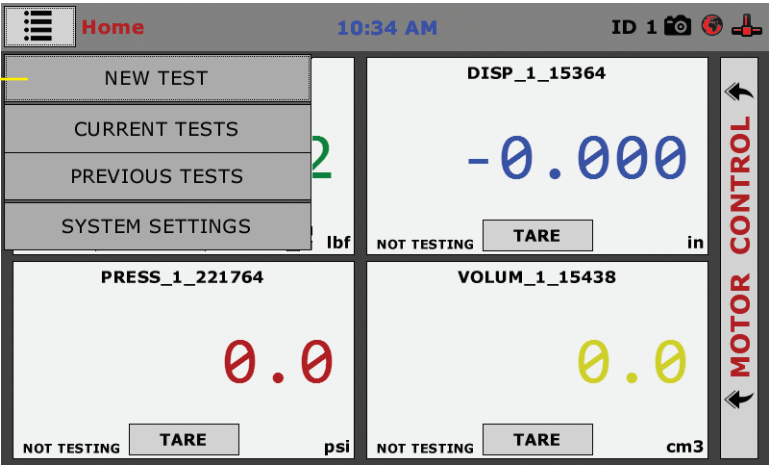 Home 10:34 AM ID 1
NEW TEST
CURRENT TESTS
PREVIOUS TESTS
SYSTEM SETTINGS
2
lbf
DISP_1_15364
-0.000
NOT TESTING TARE in
PRESS_1_221764
0.0
NOT TESTING TARE psi
VOLUM_1_15438
0.0
NOT TESTING TARE cm3
MOTOR CONTROL